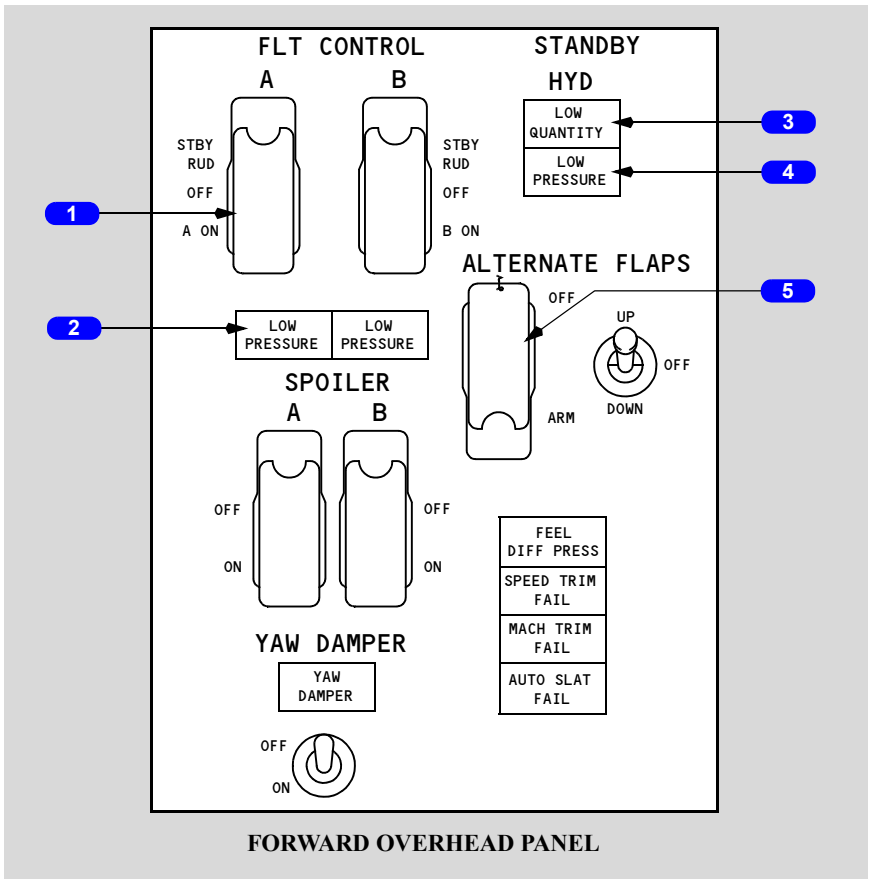 FLT CONTROL
STANDBY
A
B
HYD
LOW
QUANTITY
3
LOW
PRESSURE
4
STBY
RUD
OFF
A ON
STBY
RUD
OFF
B ON
1
ALTERNATE FLAPS
OFF
5
UP
OFF
DOWN
ARM
2
LOW
PRESSURE
LOW
PRESSURE
SPOILER
A
B
OFF
ON
OFF
ON
FEEL
DIFF PRESS
SPEED TRIM
FAIL
MACH TRIM
FAIL
AUTO SLAT
FAIL
YAW DAMPER
YAW
DAMPER
OFF
ON
FORWARD OVERHEAD PANEL